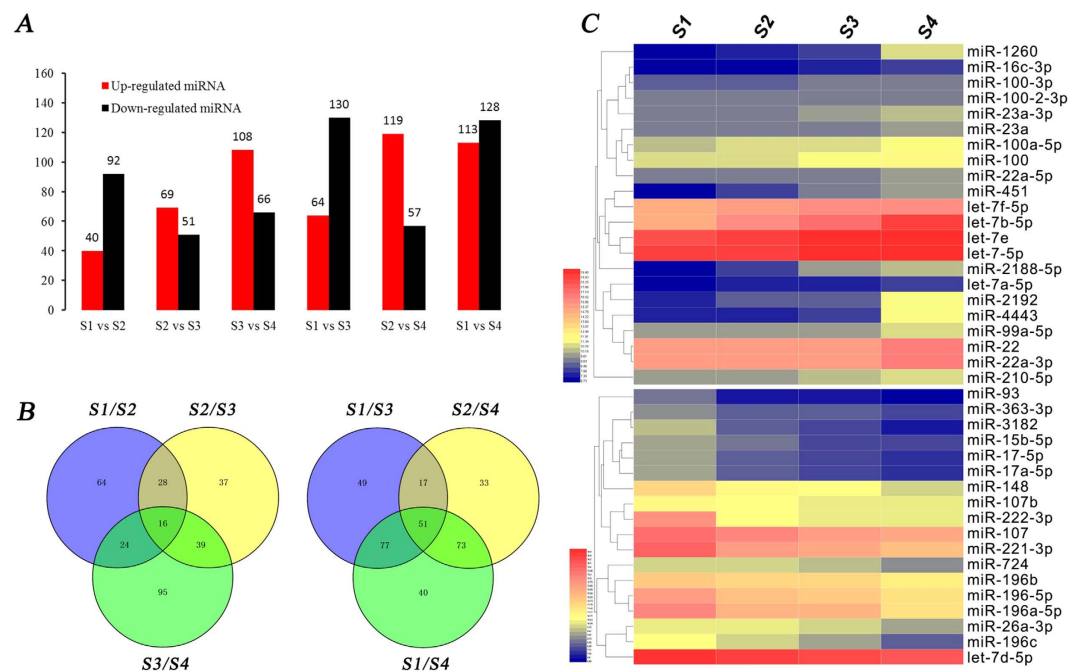 A
160
140
120
100
80
60
40
20
0
Up-regulated miRNA
Down-regulated miRNA
40
92
69
51
108
66
64
130
119
57
113
128
S1 vs S2
S2 vs S3
S3 vs S4
S1 vs S3
S2 vs S4
S1 vs S4
B
S1/S2
S2/S3
64
28
37
16
24
39
95
S3/S4
S1/S3
S2/S4
49
17
33
51
77
73
40
S1/S4
C
S1 S2 S3 S4
miR-1260
miR-16c-3p
miR-100-3p
miR-100-2-3p
miR-23a-3p
miR-23a
miR-100a-5p
miR-100
miR-22a-5p
miR-451
let-7f-5p
let-7b-5p
let-7e
let-7-5p
miR-2188-5p
let-7a-5p
miR-2192
miR-4443
miR-99a-5p
miR-22
miR-22a-3p
miR-210-5p
miR-93
miR-363-3p
miR-3182
miR-15b-5p
miR-17-5p
miR-17a-5p
miR-148
miR-107b
miR-222-3p
miR-107
miR-221-3p
miR-724
miR-196b
miR-196-5p
miR-196a-5p
miR-26a-3p
miR-196c
let-7d-5p